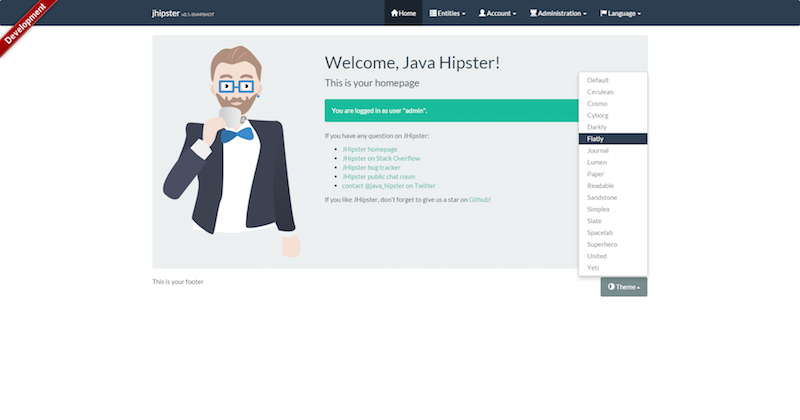 Development
jhipster v0.1-SNAPSHOT
Home
Entities
Account
Administration
Language
Welcome, Java Hipster!
This is your homepage
You are logged in as user "admin".
If you have any question on JHipster:
JHipster homepage
JHipster on Stack Overflow
JHipster bug tracker
JHipster public chat room
contact @java_hipster on Twitter
If you like JHipster, don't forget to give us a star on Github!
Default
Cerulean
Cosmo
Cyborg
Darkly
Flatly
Journal
Lumen
Paper
Readable
Sandstone
Simplex
Slate
Spacelab
Superhero
United
Yeti
This is your footer
Theme